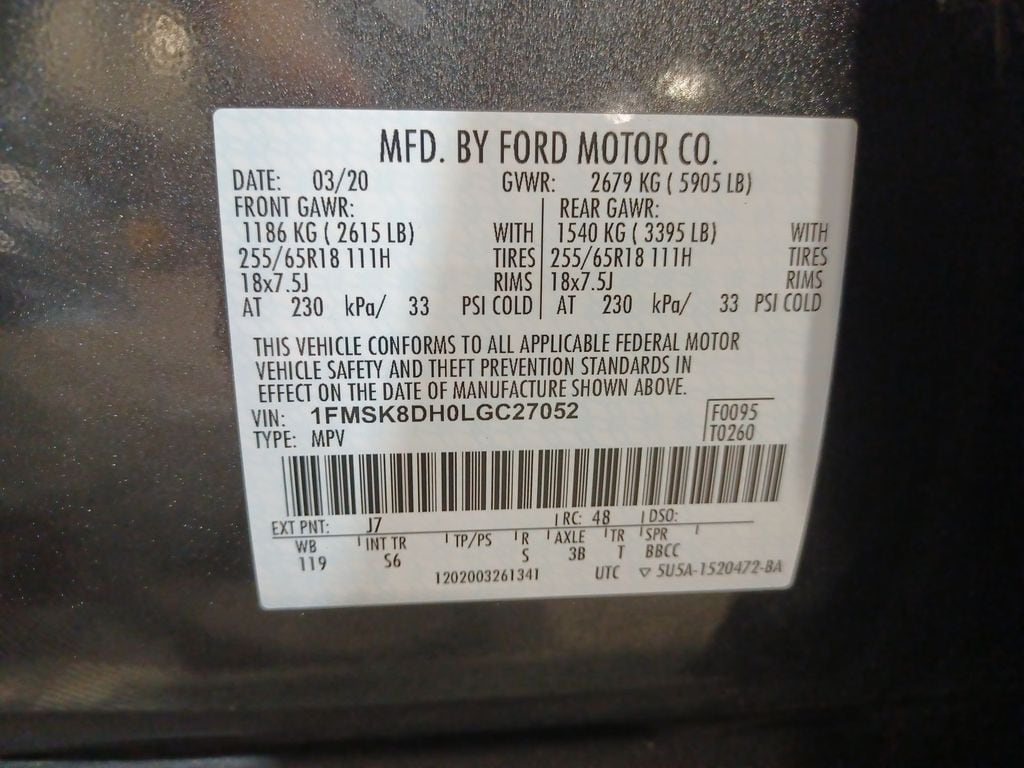 MFD. BY FORD MOTOR CO.
DATE: 03/20 GVWR: 2679 KG ( 5905 LB)
FRONT GAWR: REAR GAWR:
1186 KG ( 2615 LB) WITH 1540 KG ( 3395 LB) WITH
255/65R18 111H TIRES 255/65R18 111H TIRES
18x7.5J RIMS 18x7.5J RIMS
AT 230 kPa/ 33 PSI COLD AT 230 kPa/ 33 PSI COLD
THIS VEHICLE CONFORMS TO ALL APPLICABLE FEDERAL MOTOR
VEHICLE SAFETY AND THEFT PREVENTION STANDARDS IN
EFFECT ON THE DATE OF MANUFACTURE SHOWN ABOVE.
VIN: 1FMSK8DH0LGC27052 F0095
TYPE: MPV T0260
EXT PNT: J7 RC: 48 DSO:
WB INT TR TP/PS R AXLE TR SPR
119 S6 S 3B T BBCC
1202003261341 UTC ▽ 5U5A-1520472-BA